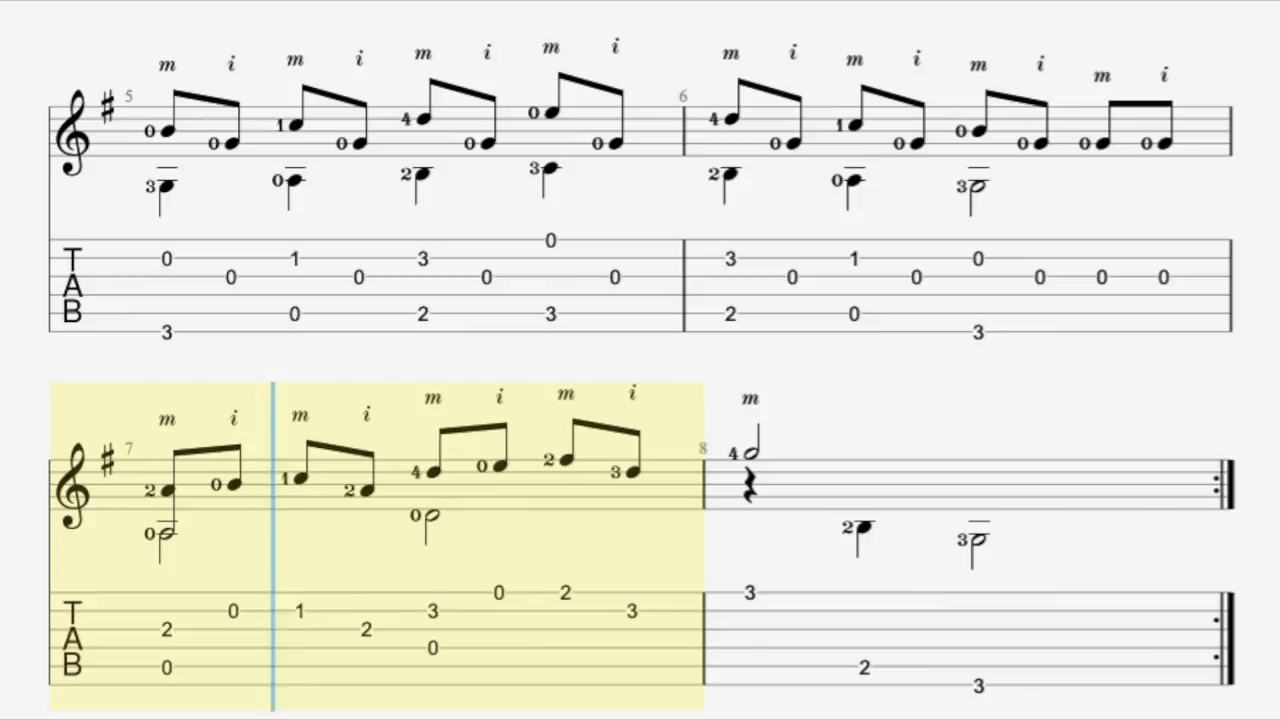 m i m i m i m i m i m i m i m i
5 6
4 0 4
0 0 1 0 0 0 0 1 0 0 0 0 0
3 0 2 3 2 0 3
0
T 0 1 3 3 1 0
A 0 0 0 0 0 0 0 0
B 0 2 3 2 0
3 3
m i m i m i m i m
7 8
2 0 1 2 4 0 2 3 4
0 0 2 3
0 2 3
T 0 1 3 3
2 2
A 0
B 0 2
3